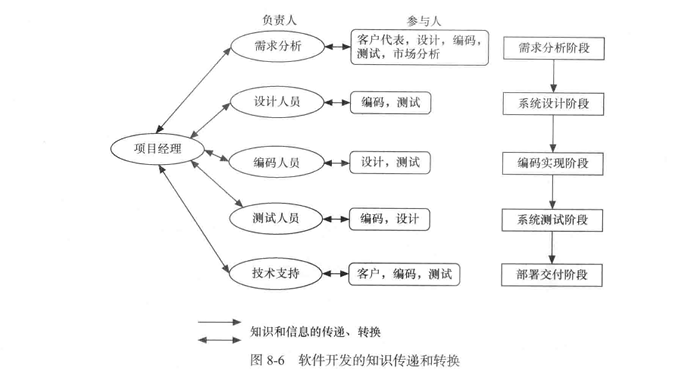 负责人
参与人
需求分析
客户代表，设计，编码，
测试，市场分析
需求分析阶段
设计人员
编码，测试
系统设计阶段
项目经理
编码人员
设计，测试
编码实现阶段
测试人员
编码，设计
系统测试阶段
技术支持
客户，编码，测试
部署交付阶段
知识和信息的传递、转换
图 8-6 软件开发的知识传递和转换